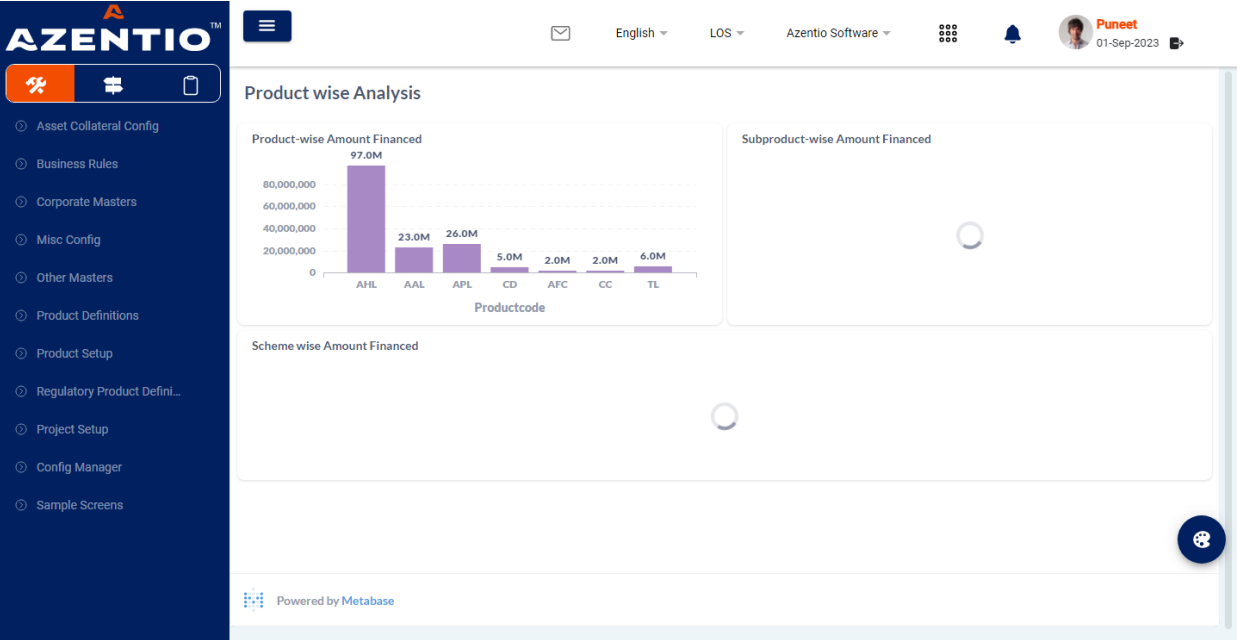 AZENTIO™
English
LOS
Azentio Software
Puneet
01-Sep-2023
Asset Collateral Config
Business Rules
Corporate Masters
Misc Config
Other Masters
Product Definitions
Product Setup
Regulatory Product Defini...
Project Setup
Config Manager
Sample Screens
Product wise Analysis
Product-wise Amount Financed
97.0M
80,000,000
60,000,000
40,000,000
20,000,000
0
23.0M
26.0M
5.0M
2.0M
2.0M
6.0M
AHL AAL APL CD AFC CC TL
Productcode
Subproduct-wise Amount Financed
Scheme wise Amount Financed
Powered by Metabase